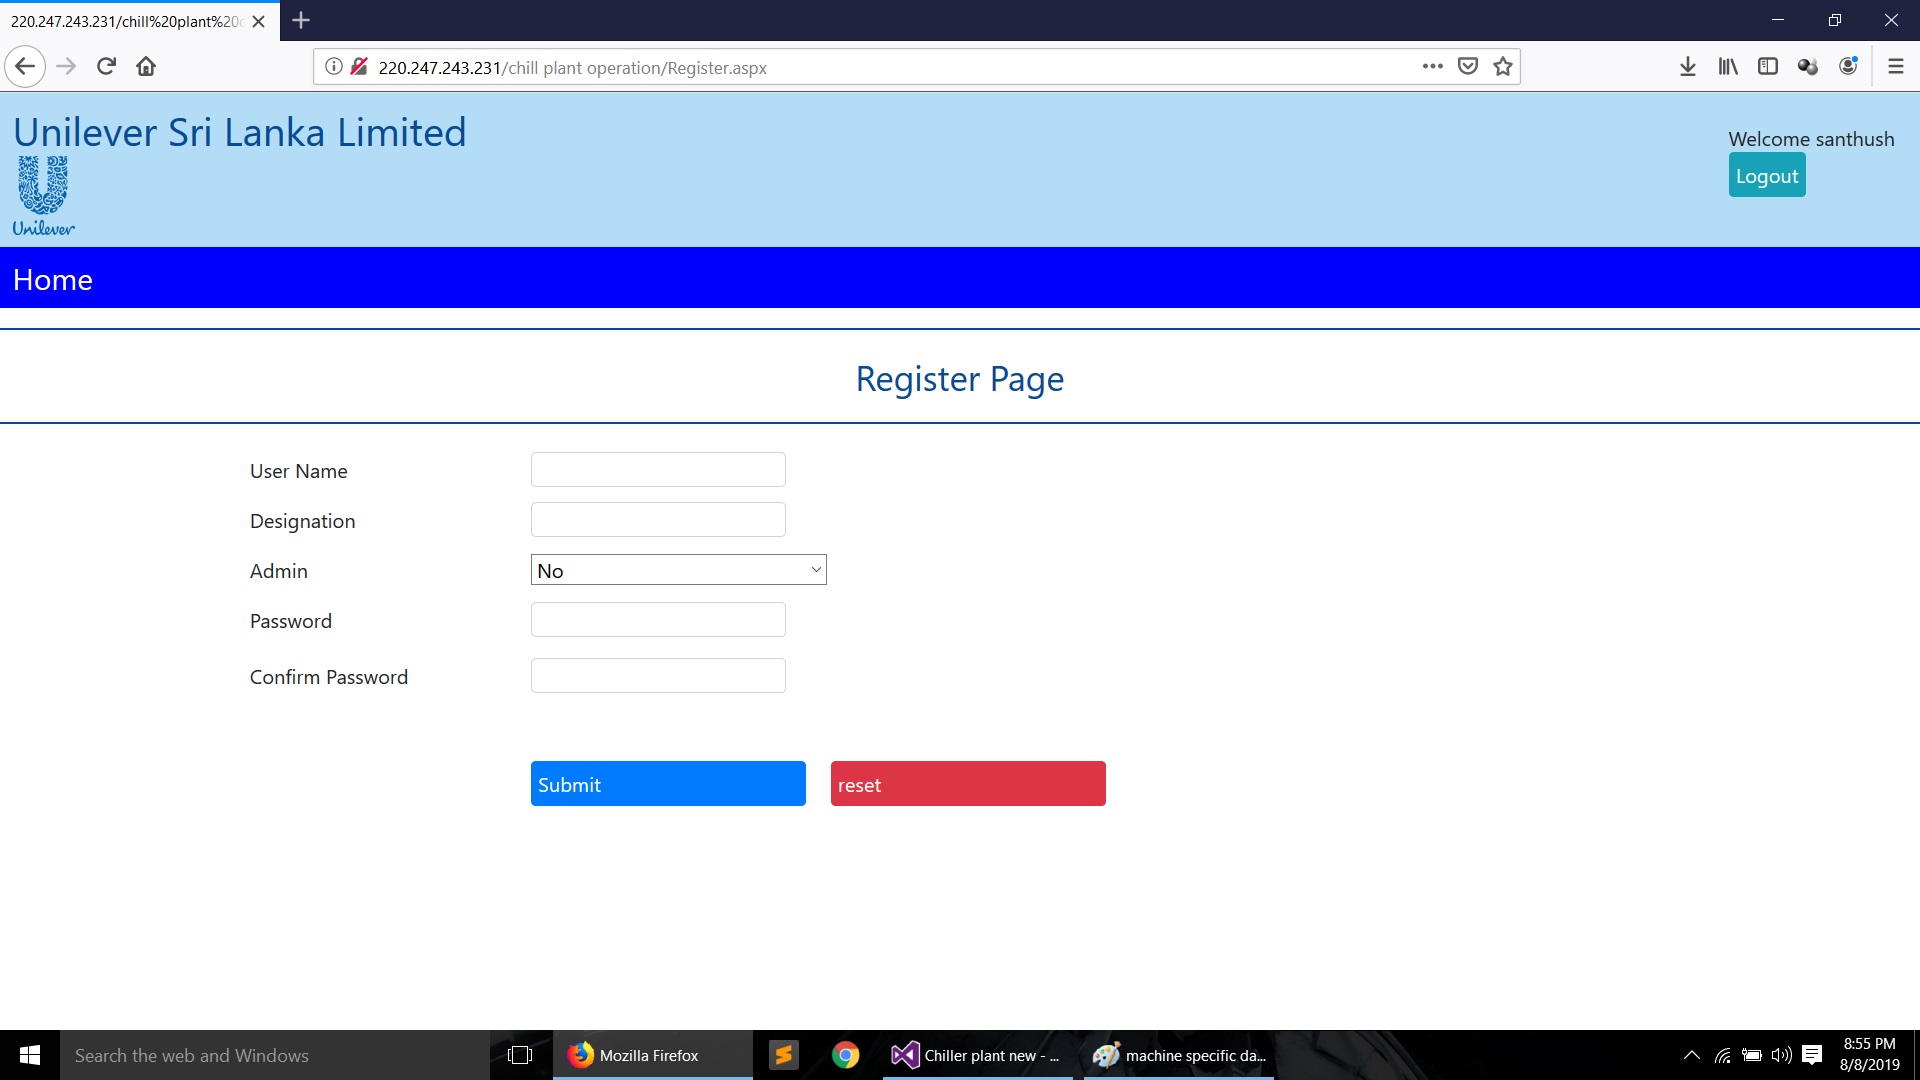 220.247.243.231/chill%20plant%20
220.247.243.231/chill plant operation/Register.aspx
Unilever Sri Lanka Limited
Unilever
Welcome santhush
Logout
Home
Register Page
User Name
Designation
Admin
No
Password
Confirm Password
Submit
reset
Search the web and Windows
Mozilla Firefox
Chiller plant new - ...
machine specific da...
8:55 PM
8/8/2019